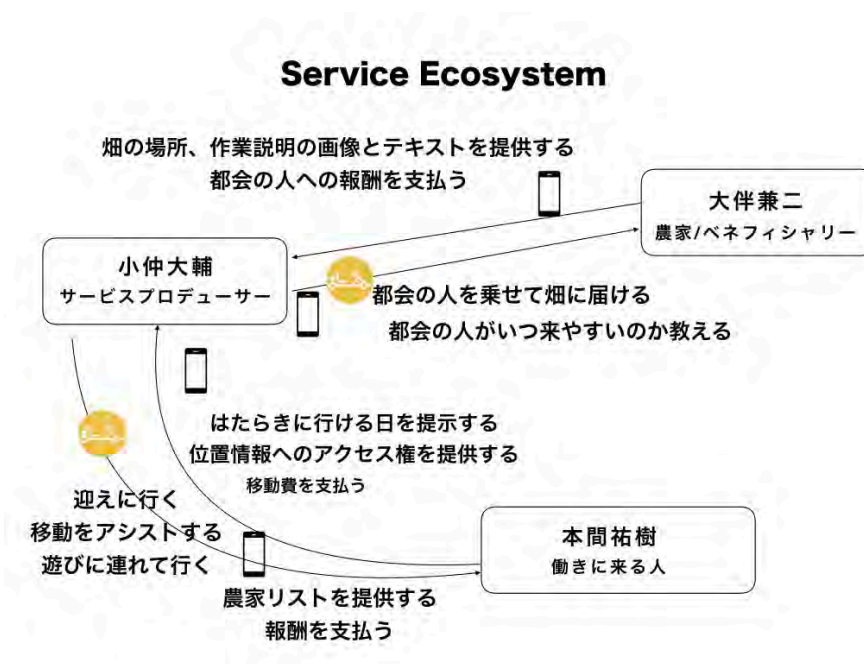 Service Ecosystem
畑の場所、作業説明の画像とテキストを提供する
都会の人への報酬を支払う
大伴兼二
農家/ベネフィシャリー
小仲大輔
サービスプロデューサー
都会の人を乗せて畑に届ける
都会の人がいつ来やすいのか教える
はたらきに行ける日を提示する
位置情報へのアクセス権を提供する
移動費を支払う
迎えに行く
移動をアシストする
遊びに連れて行く
本間祐樹
働きに来る人
農家リストを提供する
報酬を支払う